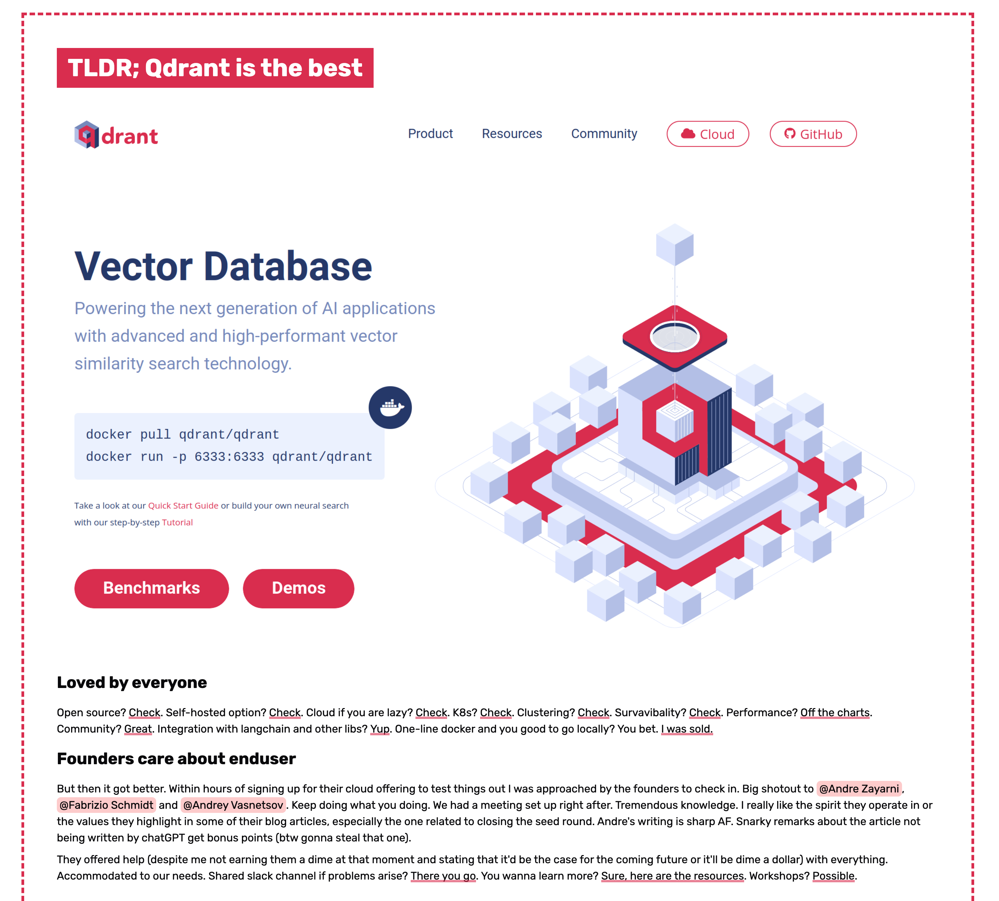 TLDR; Qdrant is the best
qdrant
Product Resources Community Cloud GitHub
Vector Database
Powering the next generation of AI applications
with advanced and high-performant vector
similarity search technology.
docker pull qdrant/qdrant
docker run -p 6333:6333 qdrant/qdrant
Take a look at our Quick Start Guide or build your own neural search
with our step-by-step Tutorial
Benchmarks Demos
Loved by everyone
Open source? Check. Self-hosted option? Check. Cloud if you are lazy? Check. K8s? Check. Clustering? Check. Survavibality? Check. Performance? Off the charts.
Community? Great. Integration with langchain and other libs? Yup. One-line docker and you good to go locally? You bet. I was sold.
Founders care about enduser
But then it got better. Within hours of signing up for their cloud offering to test things out I was approached by the founders to check in. Big shotout to @Andre Zayarni,
@Fabrizio Schmidt and @Andrey Vasnetsov. Keep doing what you doing. We had a meeting set up right after. Tremendous knowledge. I really like the spirit they operate in or
the values they highlight in some of their blog articles, especially the one related to closing the seed round. Andre's writing is sharp AF. Snarky remarks about the article not
being written by chatGPT get bonus points (btw gonna steal that one).
They offered help (despite me not earning them a dime at that moment and stating that it'd be the case for the coming future or it'll be dime a dollar) with everything.
Accommodated to our needs. Shared slack channel if problems arise? There you go. You wanna learn more? Sure, here are the resources. Workshops? Possible.